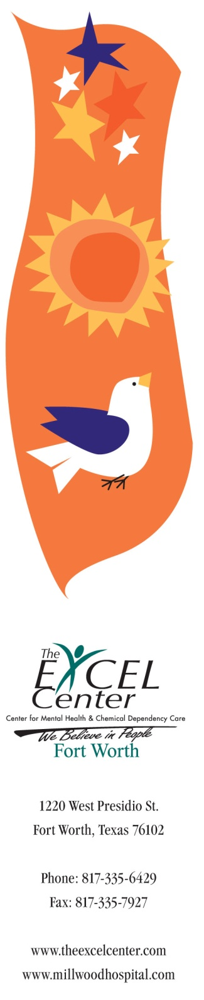 The
EXCEL
Center
Center for Mental Health & Chemical Dependency Care
We Believe in People
Fort Worth
1220 West Presidio St.
Fort Worth, Texas 76102
Phone: 817-335-6429
Fax: 817-335-7927
www.theexcelcenter.com
www.millwoodhospital.com